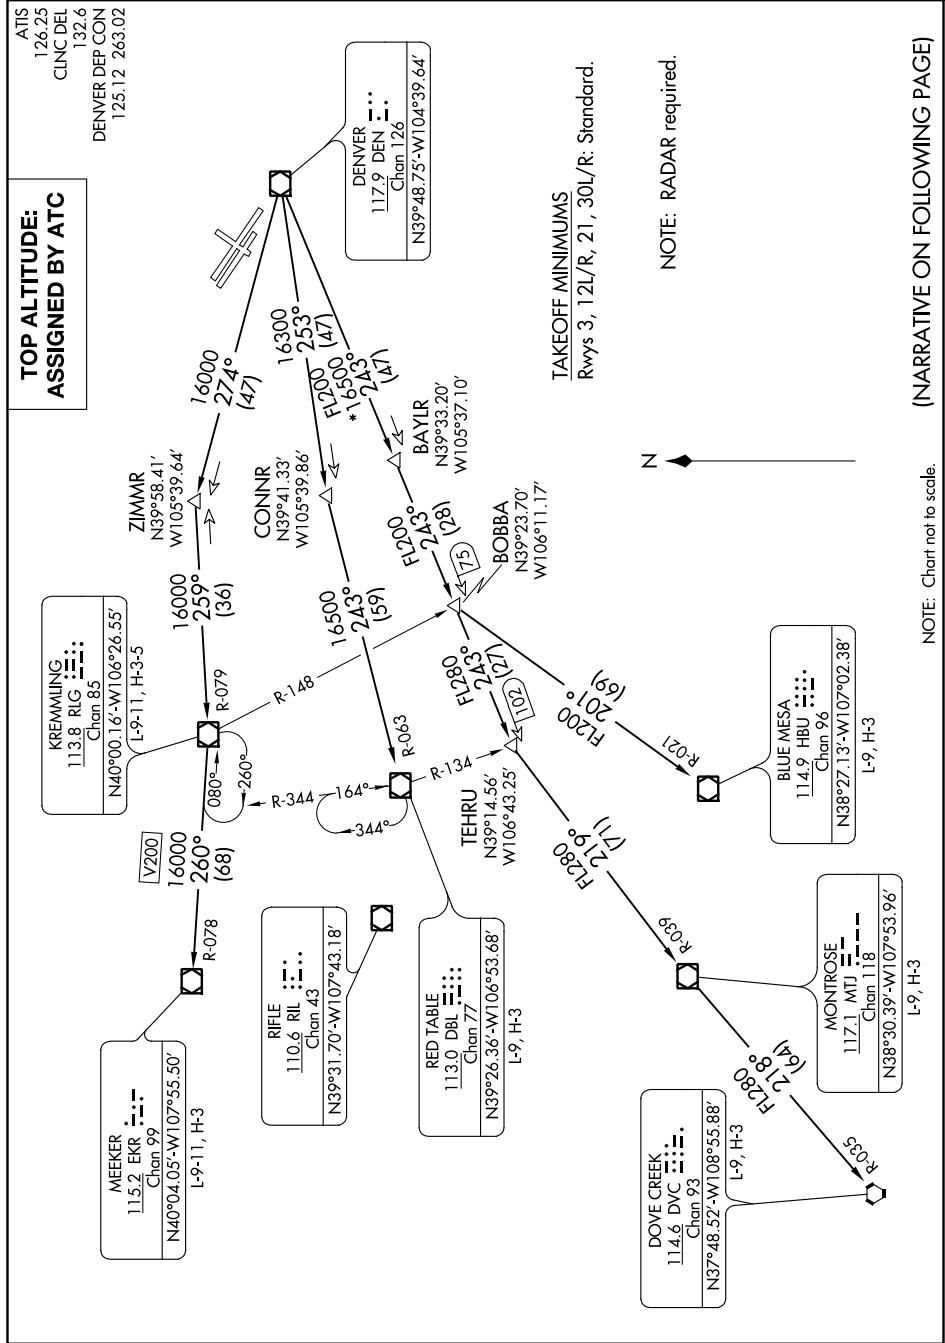 ATIS
126.25
CLNC DEL
132.6
DENVER DEP CON
125.12 263.02
TOP ALTITUDE:
ASSIGNED BY ATC
DENVER
117.9 DEN
Chan 126
N39°48.75'-W104°39.64'
16000
274°
(47)
16300
253°
(47)
FL200
*16500
243°
(47)
ZIMMR
N39°58.41'
W105°39.64'
CONNR
N39°41.33'
W105°39.86'
BAYLR
N39°33.20'
W105°37.10'
16000
259°
(36)
16500
243°
(59)
FL200
243°
(28)
75
BOBBA
N39°23.70'
W106°11.17'
KREMMLING
113.8 RLG
Chan 85
N40°00.16'-W106°26.55'
L-9-11, H-3-5
R-079
R-148
R-063
FL280
243°
(27)
102
FL200
201°
(69)
R-021
BLUE MESA
114.9 HBU
Chan 96
N38°27.13'-W107°02.38'
L-9, H-3
080°
260°
R-344
164°
344°
R-134
TEHRU
N39°14.56'
W106°43.25'
V200
16000
260°
(68)
R-078
MEEKER
115.2 EKR
Chan 99
N40°04.05'-W107°55.50'
L-9-11, H-3
RIFLE
110.6 RIL
Chan 43
N39°31.70'-W107°43.18'
RED TABLE
113.0 DBL
Chan 77
N39°26.36'-W106°53.68'
L-9, H-3
FL280
219°
(71)
R-039
MONTROSE
117.1 MTJ
Chan 118
N38°30.39'-W107°53.96'
L-9, H-3
FL280
218°
(64)
R-035
DOVE CREEK
114.6 DVC
Chan 93
N37°48.52'-W108°55.88'
L-9, H-3
TAKEOFF MINIMUMS
Rwys 3, 12L/R, 21, 30L/R: Standard.
NOTE: RADAR required.
N
NOTE: Chart not to scale.
(NARRATIVE ON FOLLOWING PAGE)